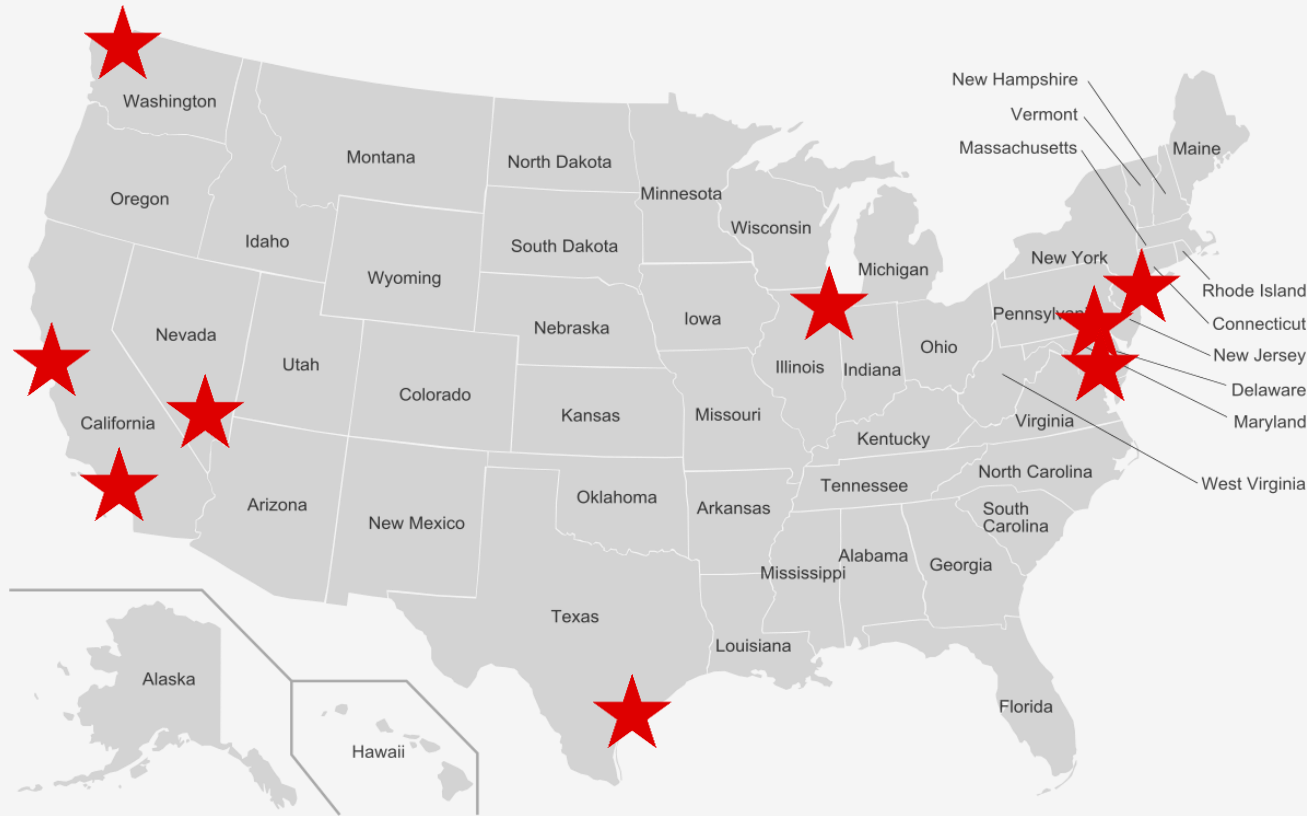 New Hampshire
Vermont
Massachusetts
Maine
Washington
Montana
North Dakota
Minnesota
Oregon
Idaho
Wisconsin
South Dakota
Wyoming
Michigan
New York
Rhode Island
Pennsylvani
Connecticut
New Jersey
Iowa
Nebraska
Nevada
Ohio
Delaware
Utah
Illinois
Indiana
Colorado
Maryland
California
Kansas
Missouri
Virginia
Kentucky
West Virginia
North Carolina
Tennessee
Arizona
Oklahoma
Arkansas
New Mexico
South
Carolina
Alabama
Georgia
Mississippi
Texas
Louisiana
Alaska
Florida
Hawaii